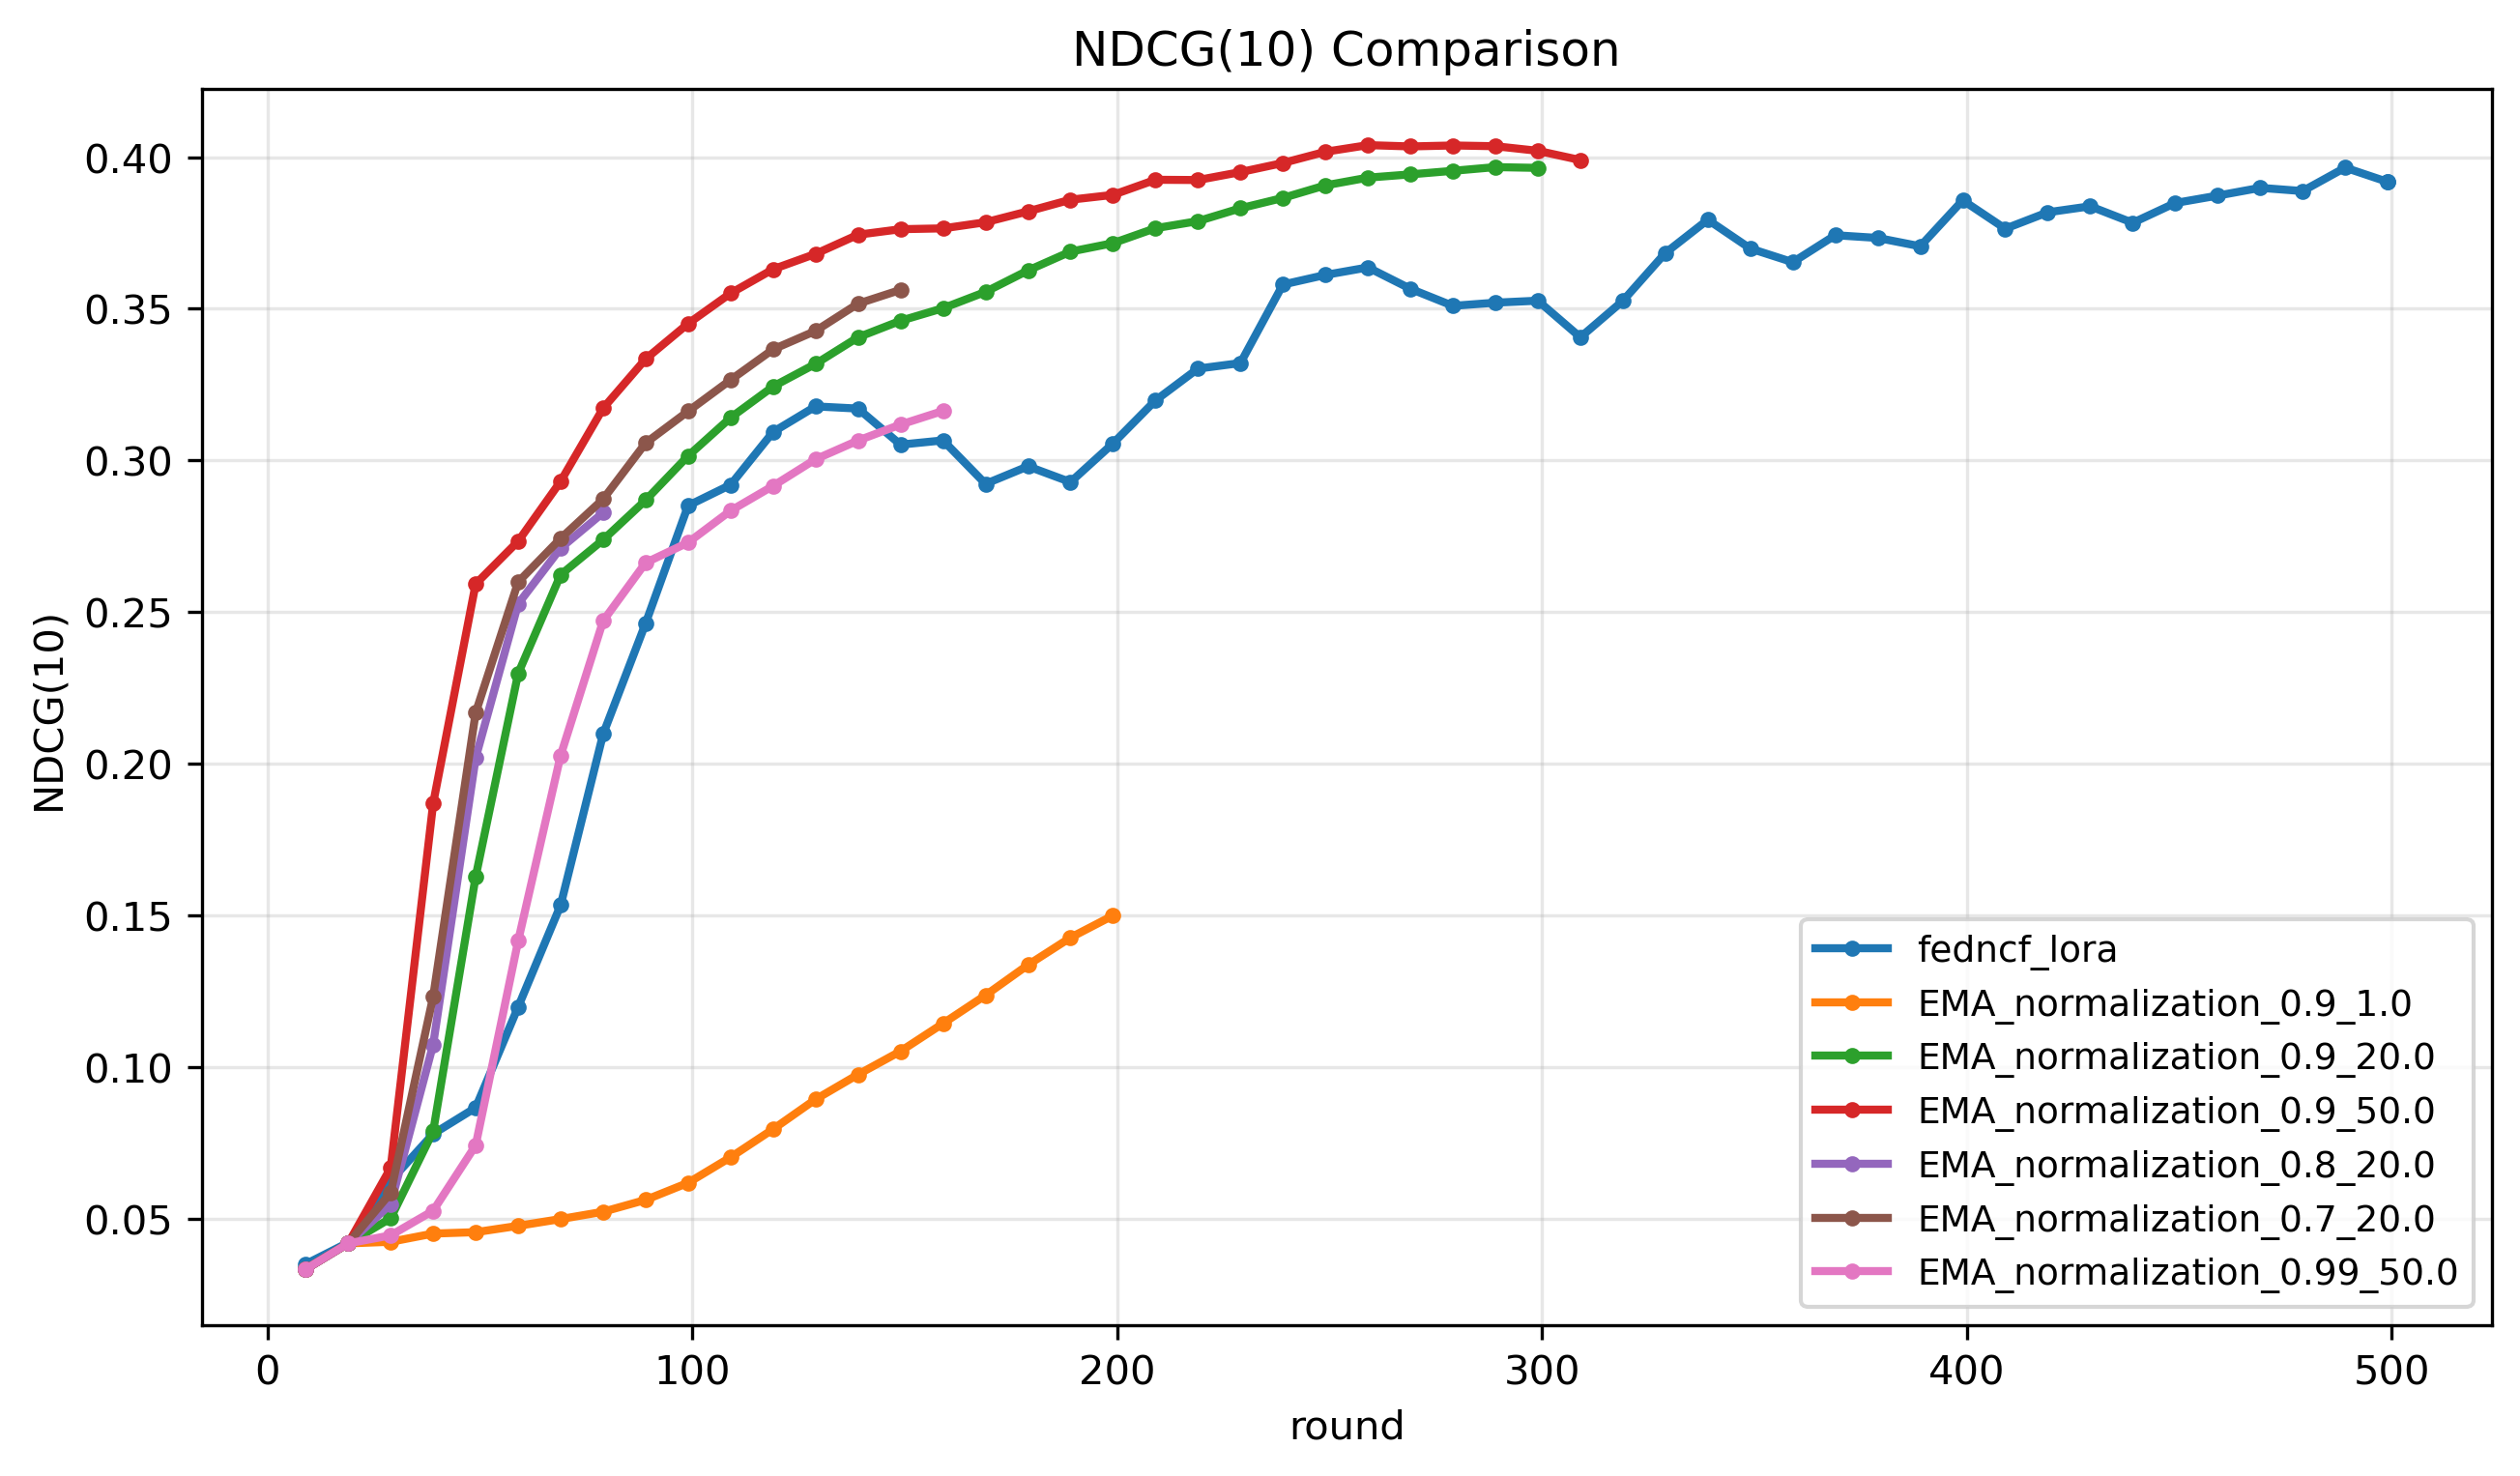 NDCG(10) Comparison
NDCG(10)
0.40
0.35
0.30
0.25
0.20
0.15
0.10
0.05
0 100 200 300 400 500
round
fedncf_lora
EMA_normalization_0.9_1.0
EMA_normalization_0.9_20.0
EMA_normalization_0.9_50.0
EMA_normalization_0.8_20.0
EMA_normalization_0.7_20.0
EMA_normalization_0.99_50.0